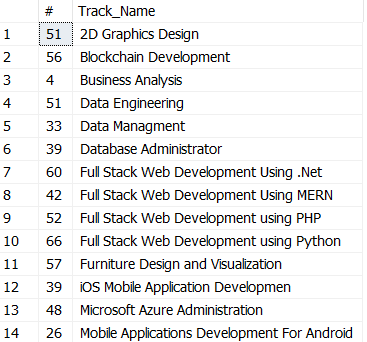 # Track_Name
1 51 2D Graphics Design
2 56 Blockchain Development
3 4 Business Analysis
4 51 Data Engineering
5 33 Data Managment
6 39 Database Administrator
7 60 Full Stack Web Development Using .Net
8 42 Full Stack Web Development Using MERN
9 52 Full Stack Web Development using PHP
10 66 Full Stack Web Development using Python
11 57 Furniture Design and Visualization
12 39 iOS Mobile Application Developmen
13 48 Microsoft Azure Administration
14 26 Mobile Applications Development For Android